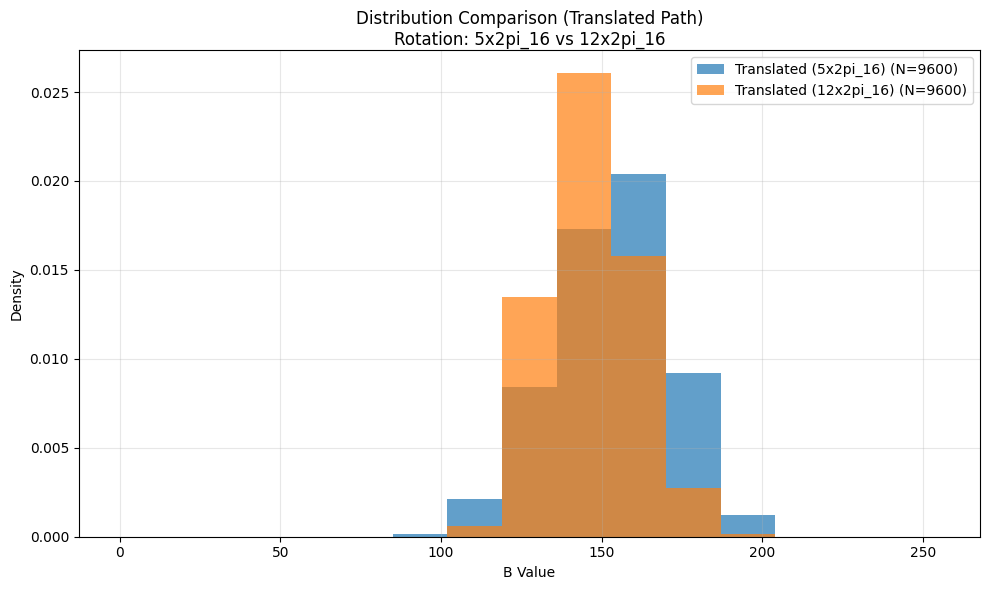 Distribution Comparison (Translated Path)
Rotation: 5x2pi_16 vs 12x2pi_16
Translated (5x2pi_16) (N=9600)
Translated (12x2pi_16) (N=9600)
0.025
0.020
0.015
0.010
0.005
0.000
Density
0 50 100 150 200 250
B Value